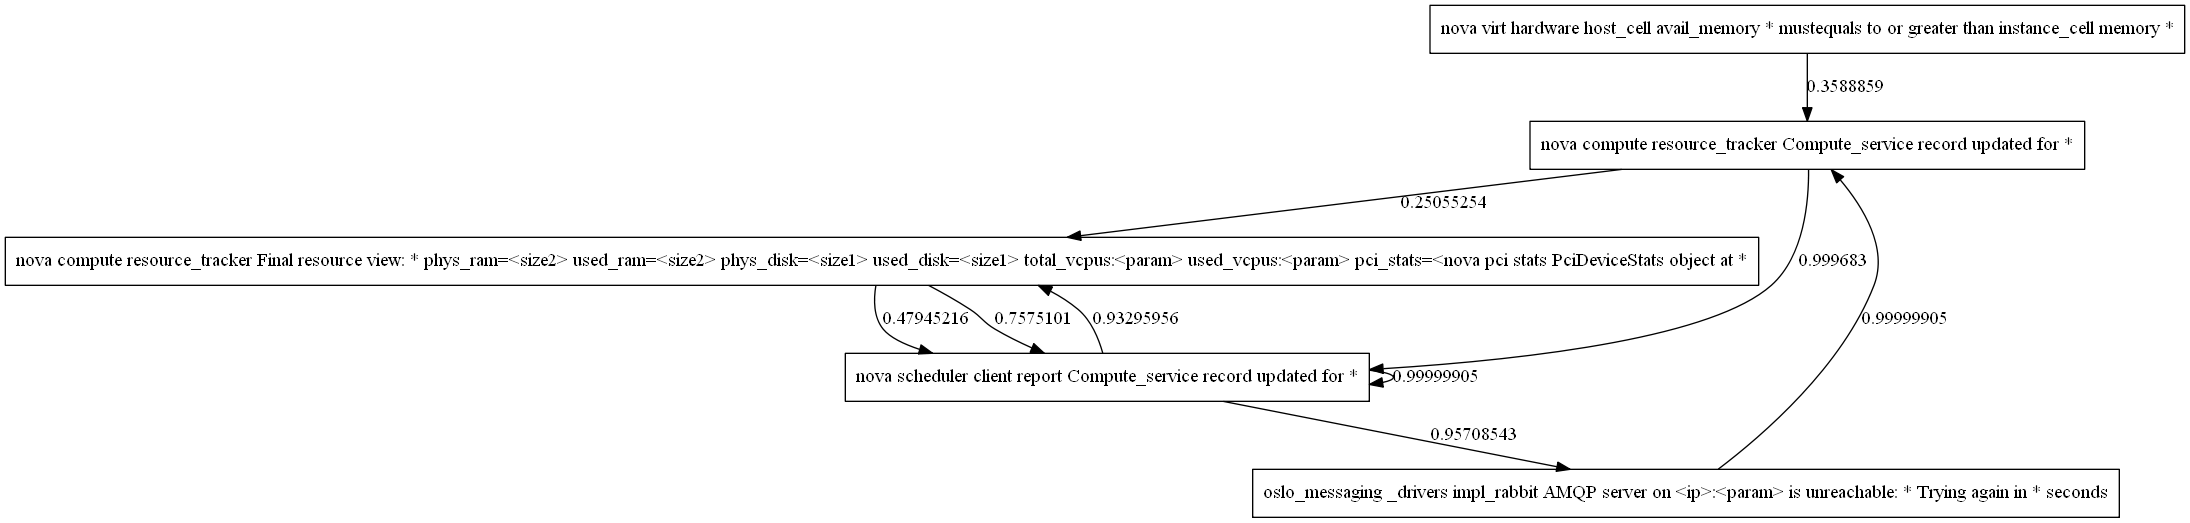 nova virt hardware host_cell avail_memory * mustequals to or greater than instance_cell memory *
0.3588859
nova compute resource_tracker Compute_service record updated for *
0.25055254
nova compute resource_tracker Final resource view: * phys_ram=<size2> used_ram=<size2> phys_disk=<size1> used_disk=<size1> total_vcpus:<param> used_vcpus:<param> pci_stats=<nova pci stats PciDeviceStats object at *
0.999683
0.47945216
0.7575101
0.93295956
0.99999905
nova scheduler client report Compute_service record updated for *
0.99999905
0.95708543
oslo_messaging _drivers impl_rabbit AMQP server on <ip>:<param> is unreachable: * Trying again in * seconds